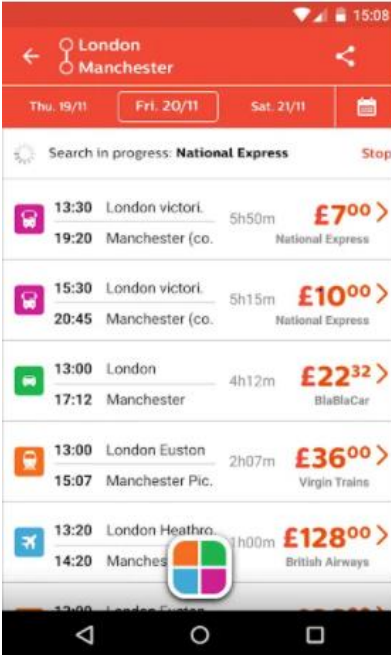 15:08
London
Manchester
Thu. 19/11 Fri. 20/11 Sat. 21/11
Search in progress: National Express Stop
13:30 London victori. 5h50m £7⁰⁰
19:20 Manchester (co. National Express
15:30 London victori. 5h15m £10⁰⁰
20:45 Manchester (co. National Express
13:00 London 4h12m £22³²
17:12 Manchester BlaBlaCar
13:00 London Euston 2h07m £36⁰⁰
15:07 Manchester Pic. Virgin Trains
13:20 London Heathro. 1h00m £128⁰⁰
14:20 Manches British Airways